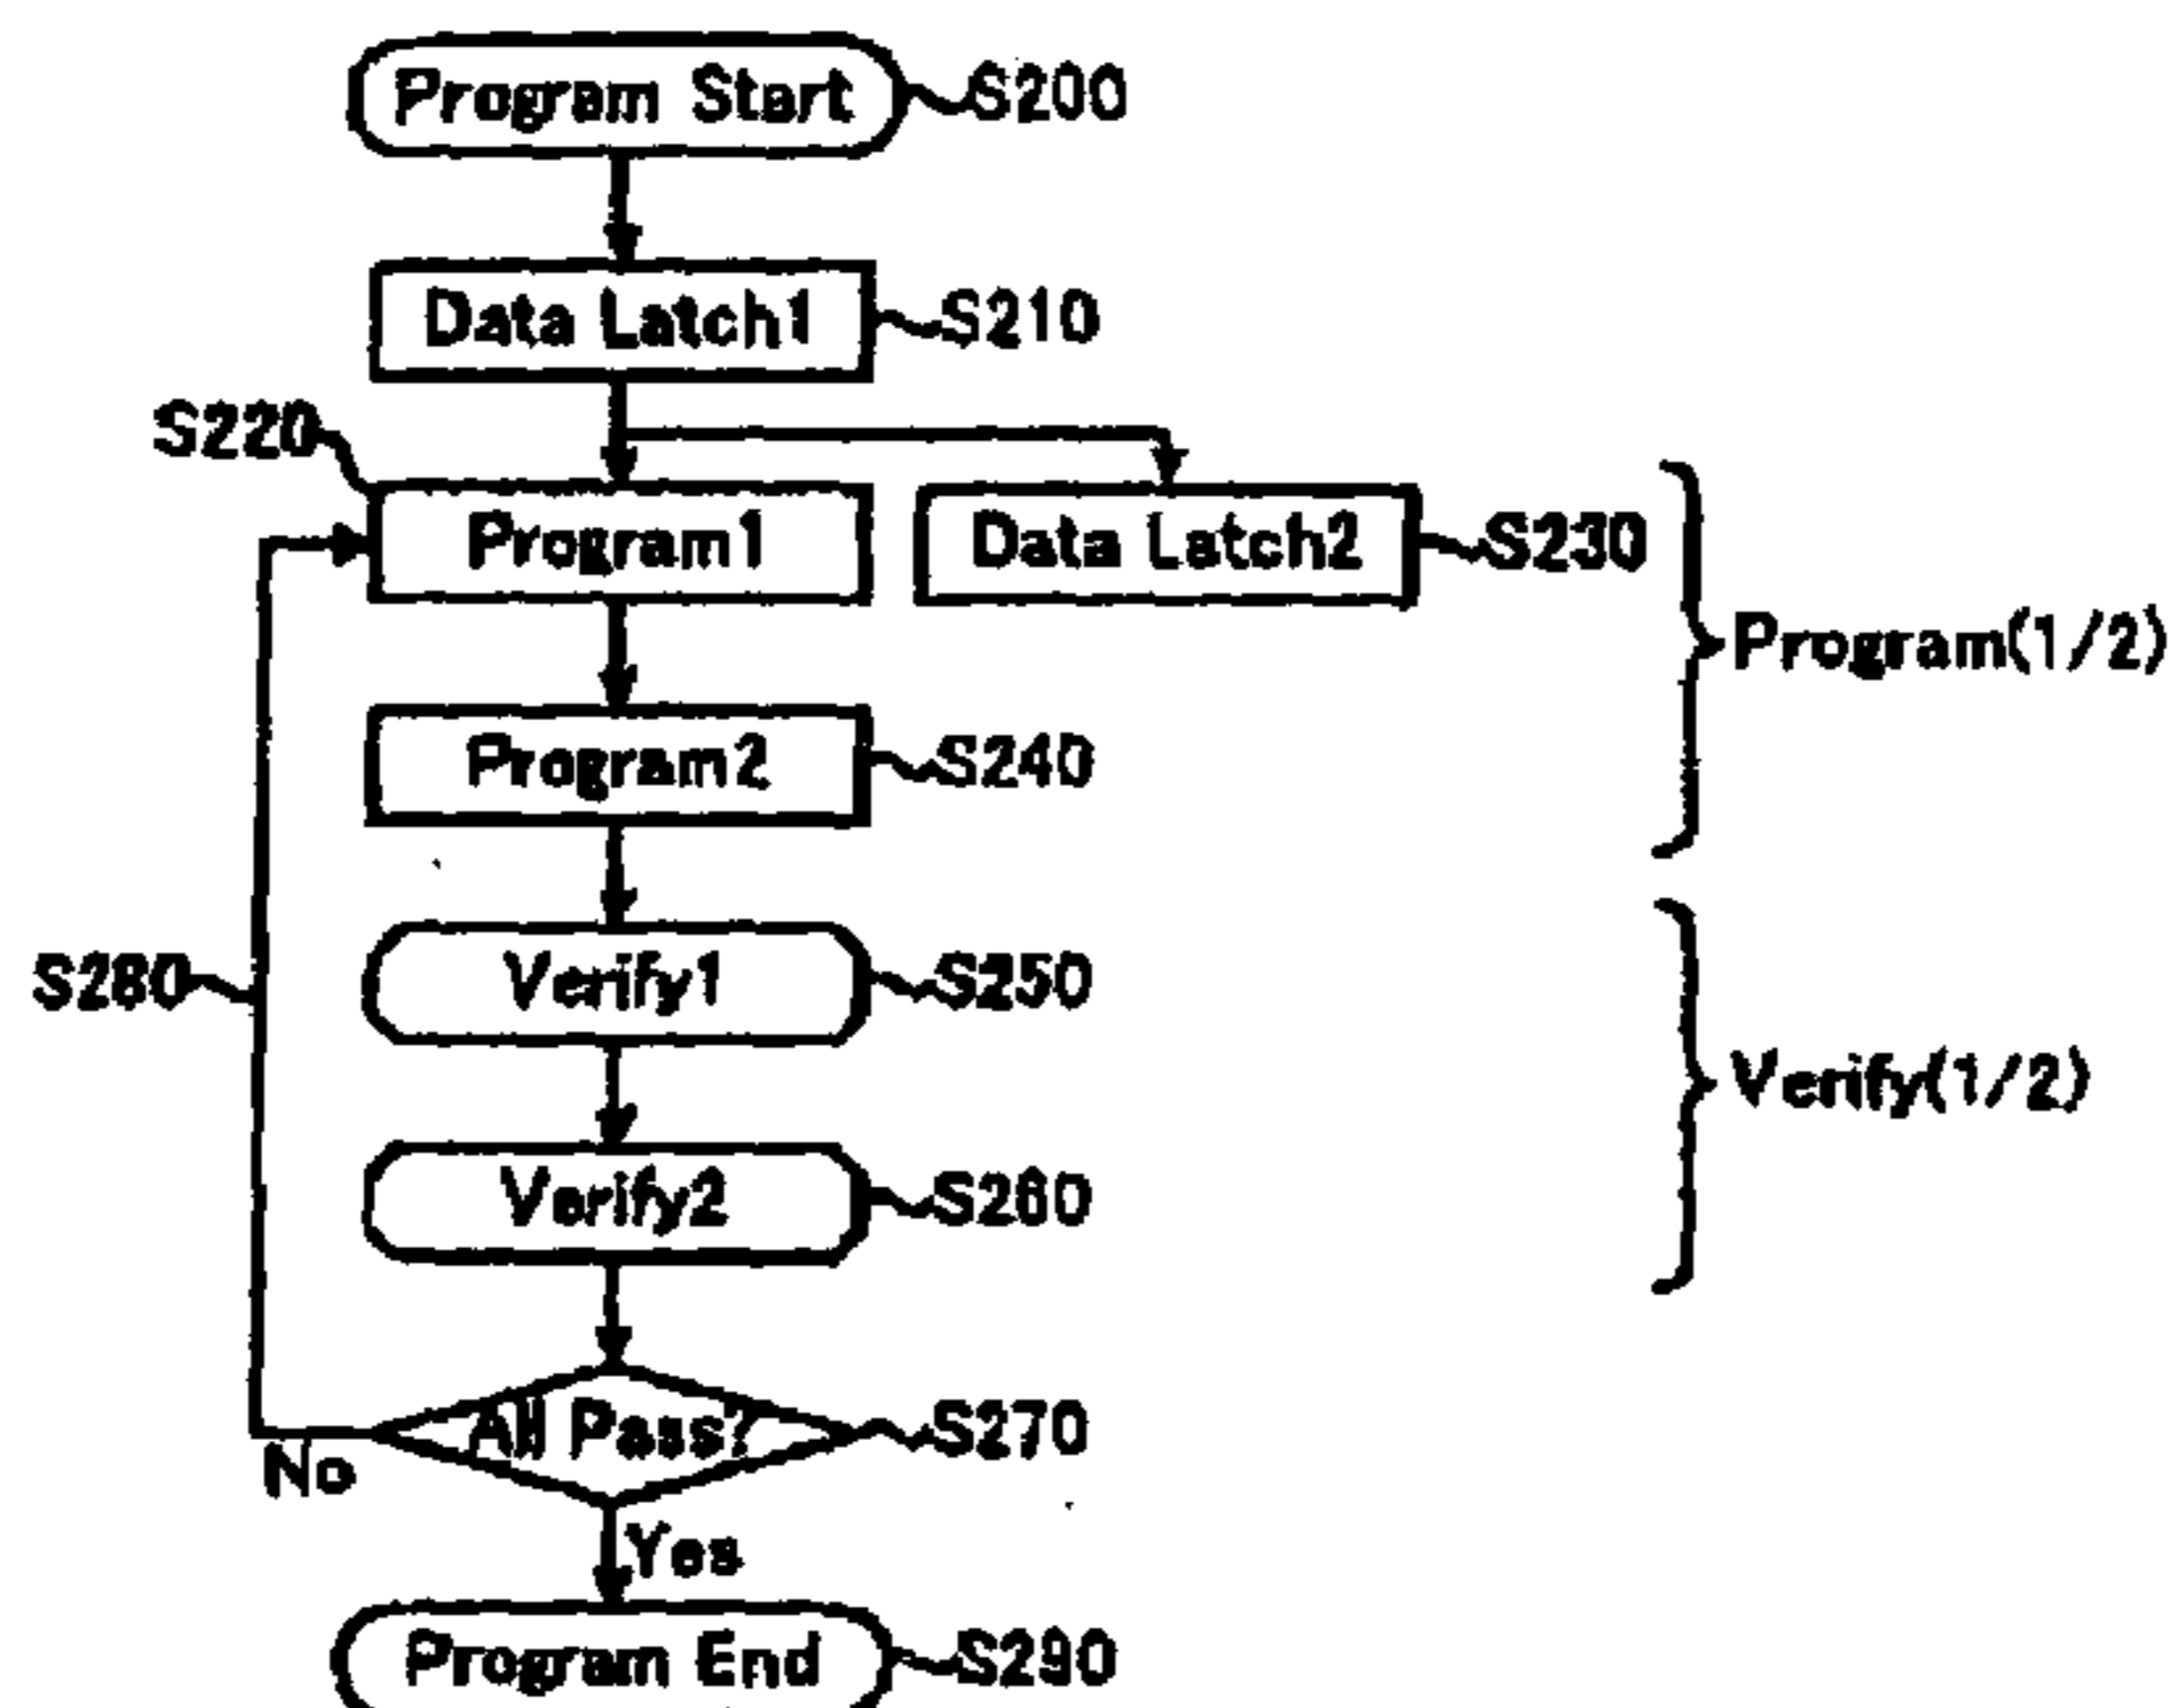 Program Start S200
Data Latch1 S210
S220
Program1 Data Latch2 S230
Program(1/2)
Program2 S240
S280 Verify1 S250
Verify(1/2)
Verify2 S260
All Pass? S270
No
Yes
Program End S290